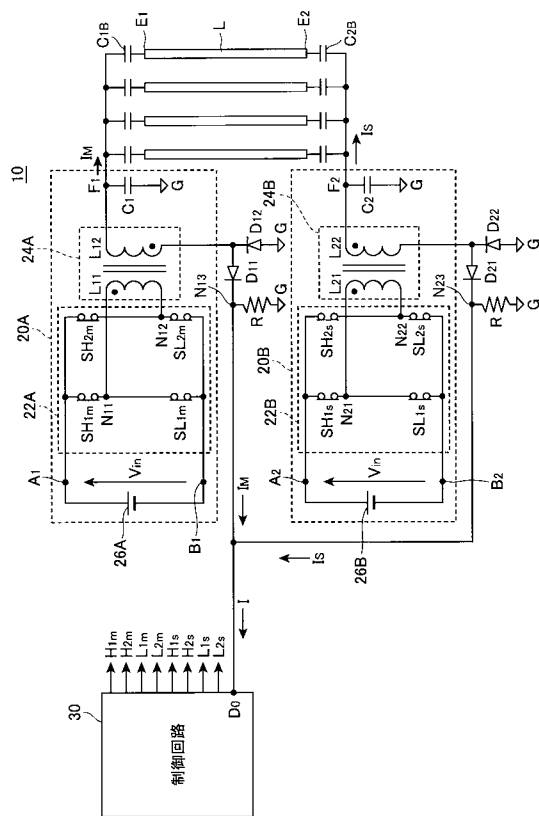 10
20A
22A
24A
A1
SH1m
SH2m
L11
L12
IM
F1
C1
G
C1B
E1
L
E2
C2B
Vin
26A
N11
N12
SL1m
SL2m
B1
N13
D11
D12
R
G
G
IM
20B
22B
24B
A2
SH1s
SH2s
L21
L22
IS
F2
C2
G
Vin
26B
N21
N22
SL1s
SL2s
B2
N23
D21
D22
R
G
G
IS
I
30
制御回路
D0
H1m
H2m
L1m
L2m
H1s
H2s
L1s
L2s